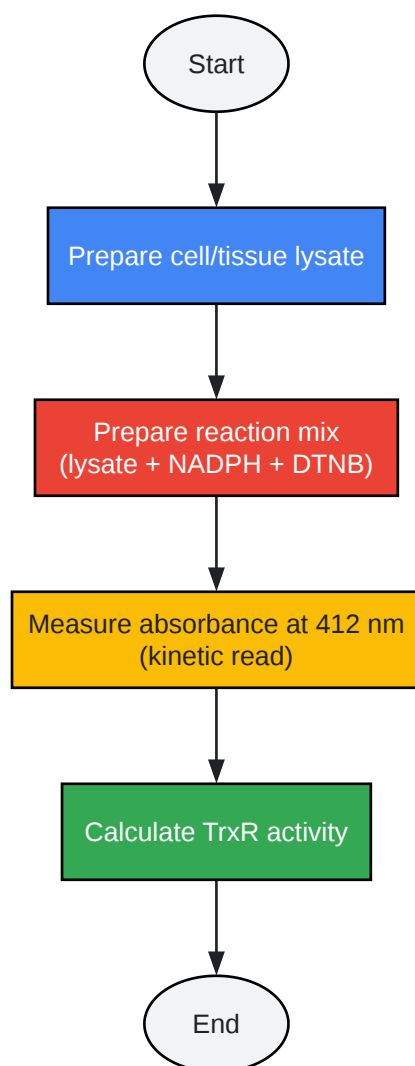 Start
Prepare cell/tissue lysate
Prepare reaction mix
(lysate + NADPH + DTNB)
Measure absorbance at 412 nm
(kinetic read)
Calculate TrxR activity
End